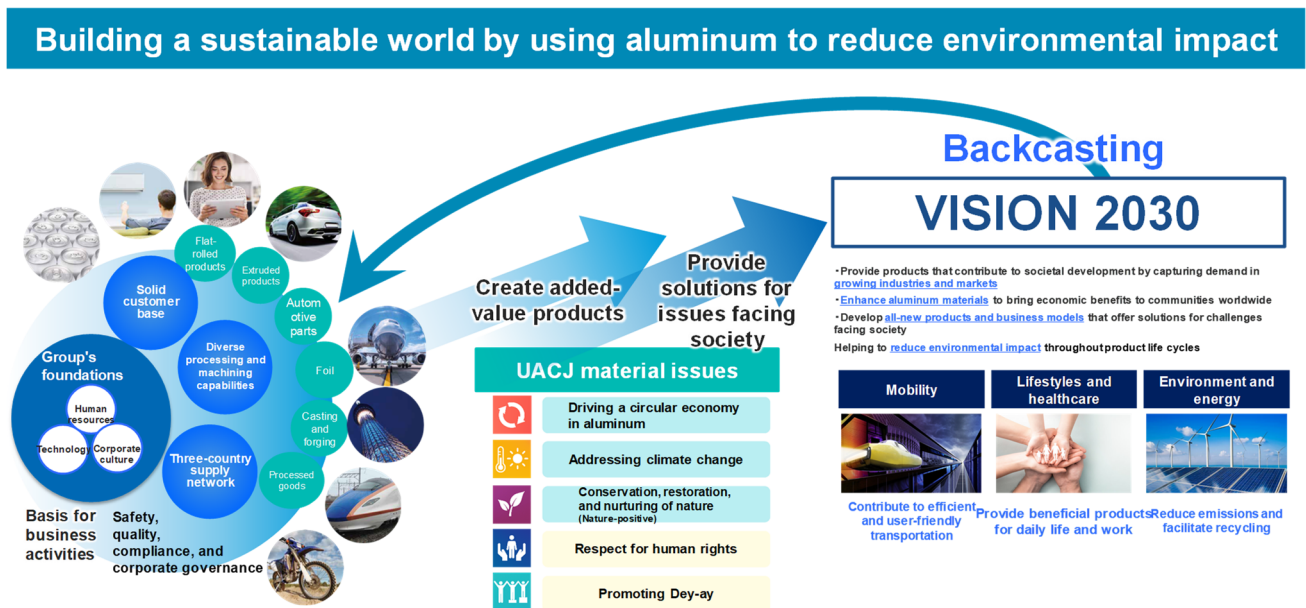 Building a sustainable world by using aluminum to reduce environmental impact
Backcasting
VISION 2030
Flat-
rolled
products
Extruded
products
Autom
otive
parts
Foil
Casting
and
forging
Processed
goods
Solid
customer
base
Diverse
processing and
machining
capabilities
Three-country
supply
network
Group's
foundations
Human
resources
Technology
Corporate
culture
Basis for
business
activities
Safety,
quality,
compliance, and
corporate governance
Create added-
value products
Provide
solutions for
issues facing
society
UACJ material issues
Driving a circular economy
in aluminum
Addressing climate change
Conservation, restoration,
and nurturing of nature
(Nature-positive)
Respect for human rights
Promoting Dey-ay
・Provide products that contribute to societal development by capturing demand in
growing industries and markets
・Enhance aluminum materials to bring economic benefits to communities worldwide
・Develop all-new products and business models that offer solutions for challenges
facing society
Helping to reduce environmental impact throughout product life cycles
Mobility
Lifestyles and
healthcare
Environment and
energy
Contribute to efficient
and user-friendly
transportation
Provide beneficial products
for daily life and work
Reduce emissions and
facilitate recycling